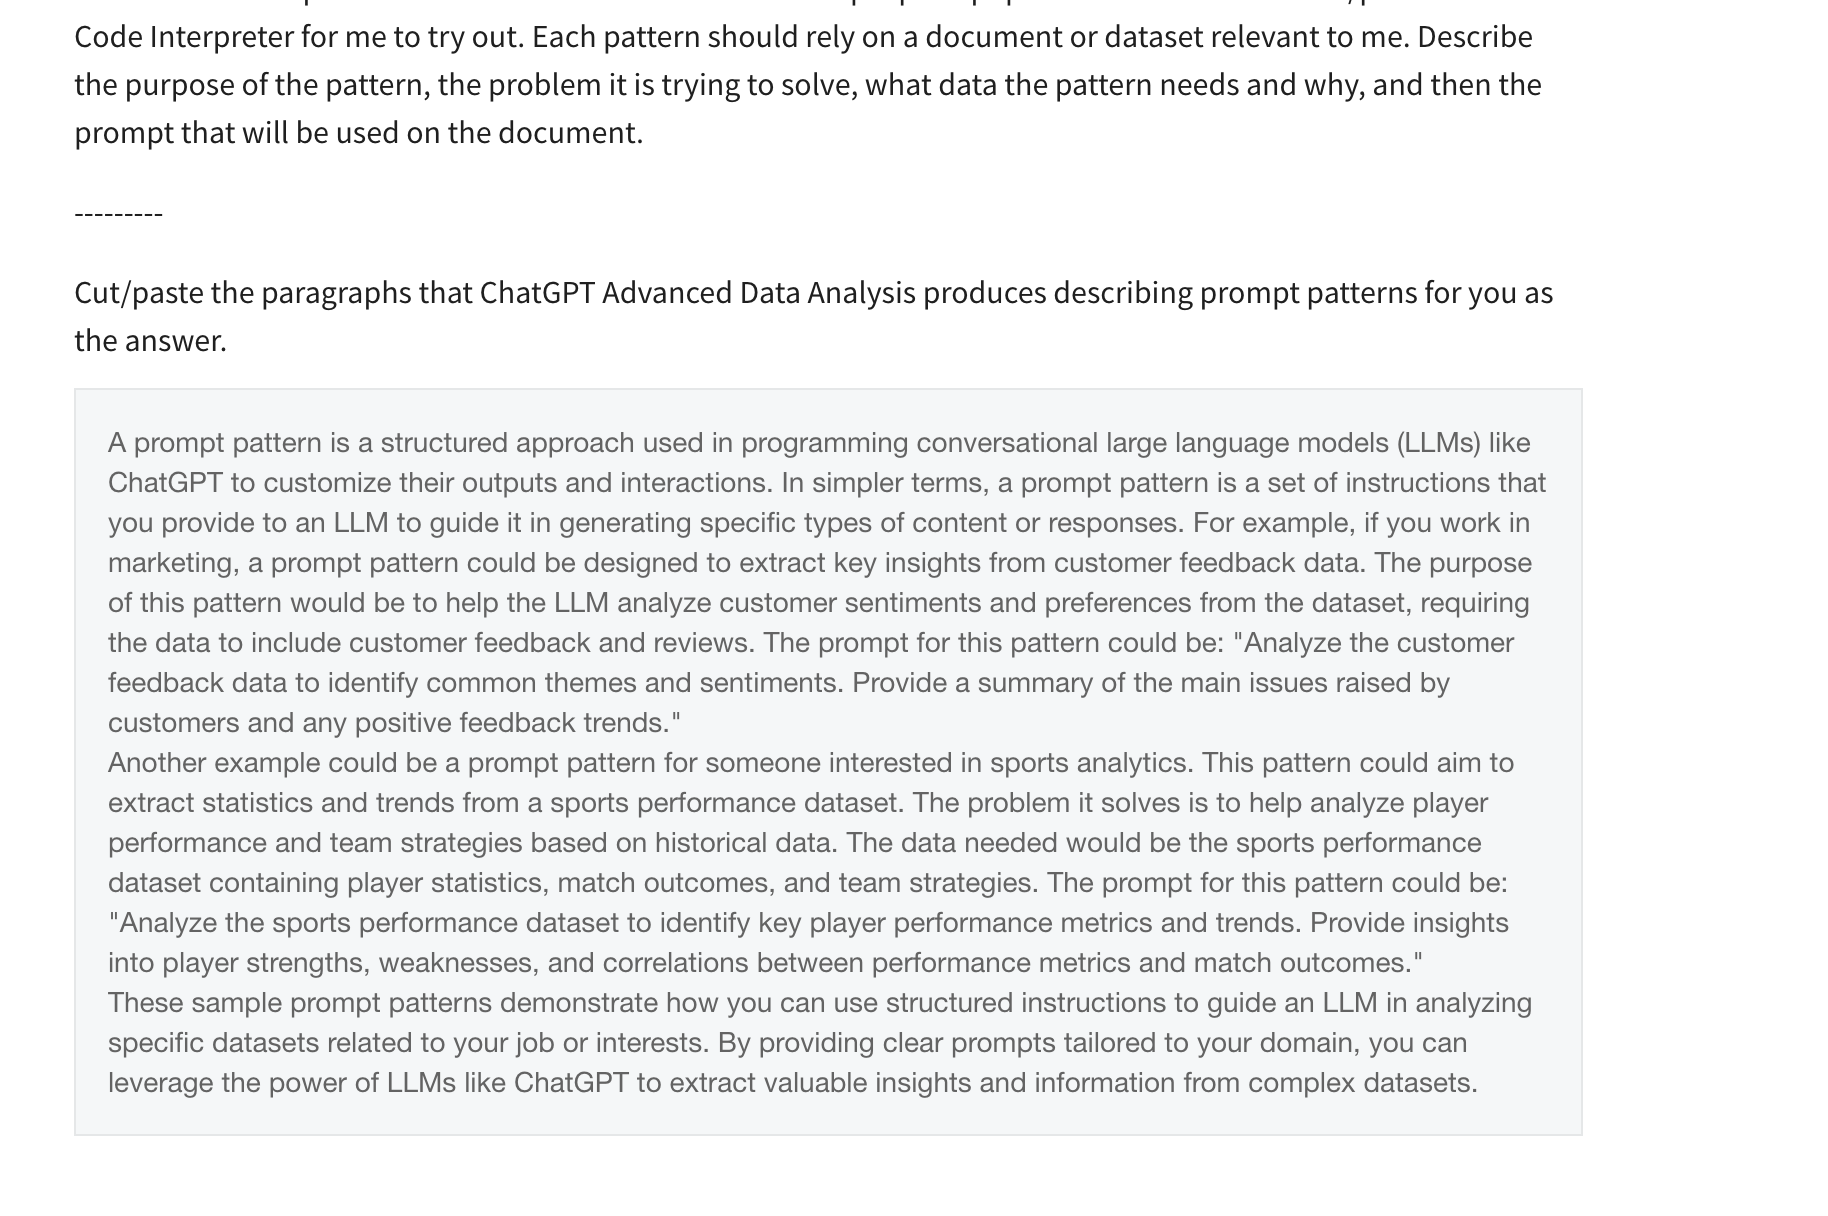 Code Interpreter for me to try out. Each pattern should rely on a document or dataset relevant to me. Describe
the purpose of the pattern, the problem it is trying to solve, what data the pattern needs and why, and then the
prompt that will be used on the document.
---------
Cut/paste the paragraphs that ChatGPT Advanced Data Analysis produces describing prompt patterns for you as
the answer.
A prompt pattern is a structured approach used in programming conversational large language models (LLMs) like
ChatGPT to customize their outputs and interactions. In simpler terms, a prompt pattern is a set of instructions that
you provide to an LLM to guide it in generating specific types of content or responses. For example, if you work in
marketing, a prompt pattern could be designed to extract key insights from customer feedback data. The purpose
of this pattern would be to help the LLM analyze customer sentiments and preferences from the dataset, requiring
the data to include customer feedback and reviews. The prompt for this pattern could be: "Analyze the customer
feedback data to identify common themes and sentiments. Provide a summary of the main issues raised by
customers and any positive feedback trends."
Another example could be a prompt pattern for someone interested in sports analytics. This pattern could aim to
extract statistics and trends from a sports performance dataset. The problem it solves is to help analyze player
performance and team strategies based on historical data. The data needed would be the sports performance
dataset containing player statistics, match outcomes, and team strategies. The prompt for this pattern could be:
"Analyze the sports performance dataset to identify key player performance metrics and trends. Provide insights
into player strengths, weaknesses, and correlations between performance metrics and match outcomes."
These sample prompt patterns demonstrate how you can use structured instructions to guide an LLM in analyzing
specific datasets related to your job or interests. By providing clear prompts tailored to your domain, you can
leverage the power of LLMs like ChatGPT to extract valuable insights and information from complex datasets.